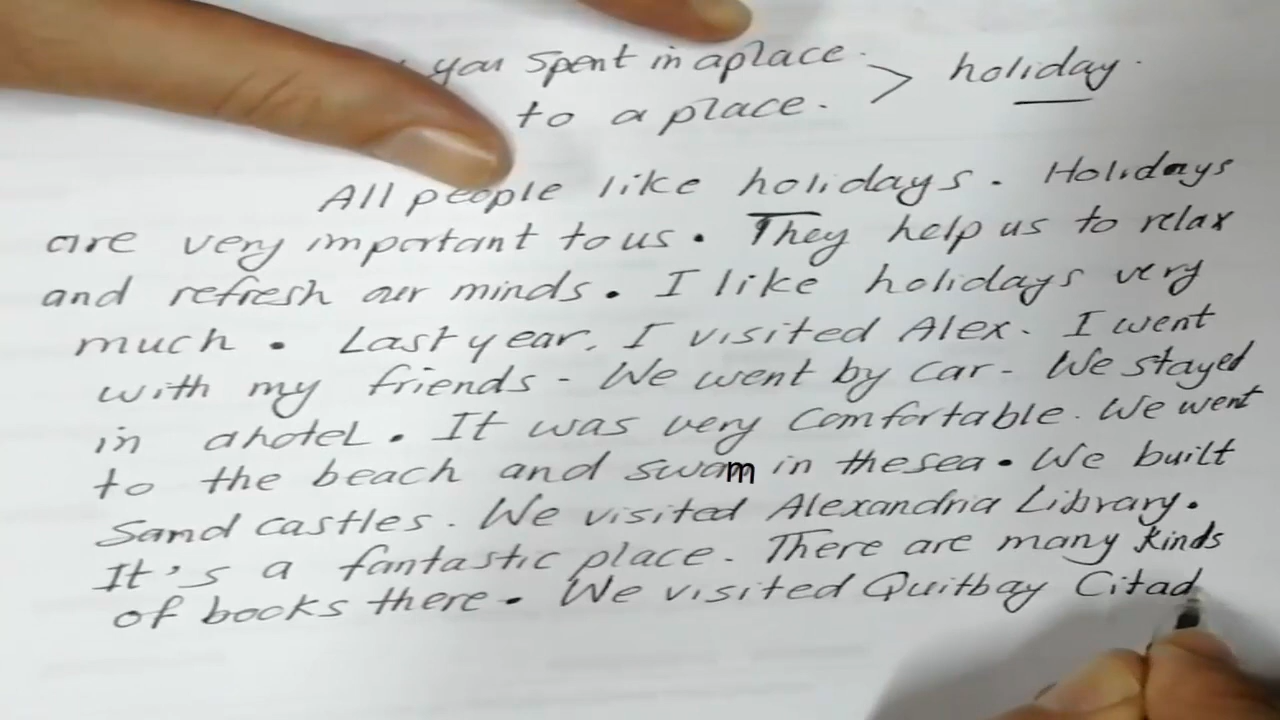 you spent in a place. > holiday.
to a place.
All people like holidays. Holidays
are very important to us. They help us to relax
and refresh our minds. I like holidays very
much. Last year, I visited Alex. I went
with my friends. We went by car. We stayed
in a hotel. It was very comfortable. We went
to the beach and swam in the sea. We built
Sand castles. We visited Alexandria Library.
It's a fantastic place. There are many kinds
of books there. We visited Quitbay Citad